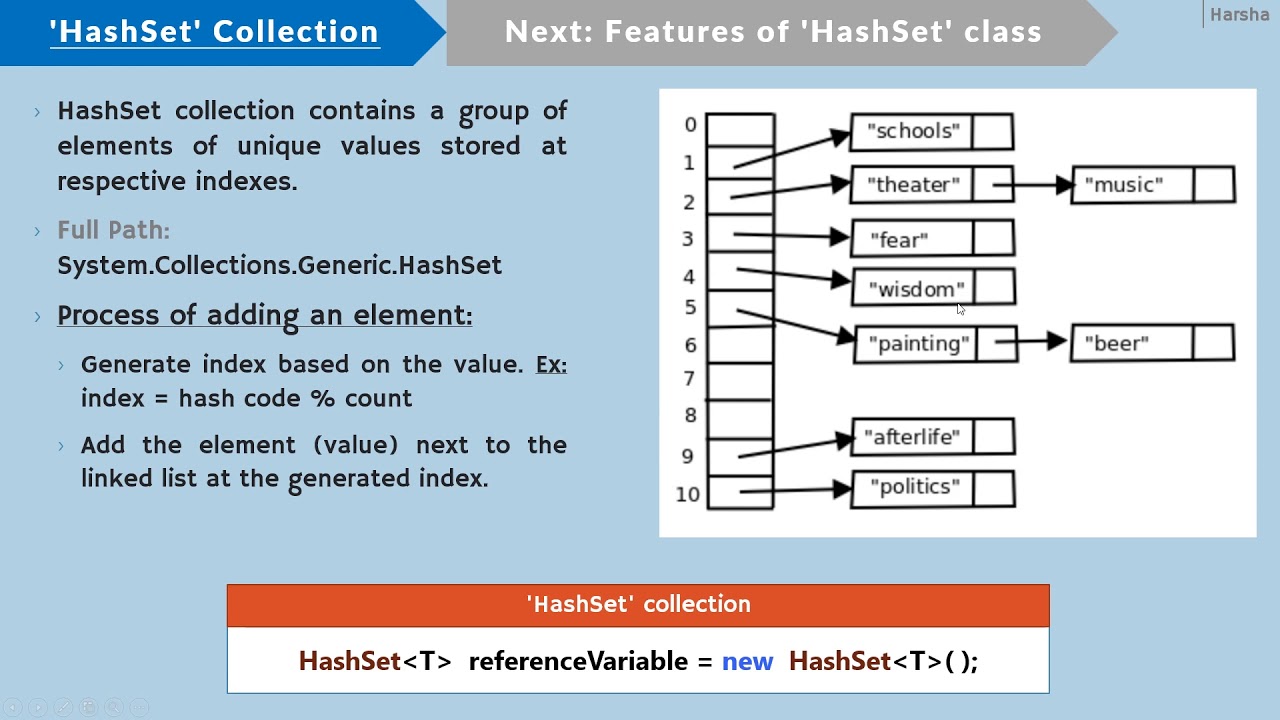 'HashSet' Collection
Next: Features of 'HashSet' class
Harsha
HashSet collection contains a group of
elements of unique values stored at
respective indexes.
Full Path:
System.Collections.Generic.HashSet
Process of adding an element:
Generate index based on the value. Ex:
index = hash code % count
Add the element (value) next to the
linked list at the generated index.
0
1
2
3
4
5
6
7
8
9
10
"schools"
"theater"
"music"
"fear"
"wisdom"
"painting"
"beer"
"afterlife"
"politics"
'HashSet' collection
HashSet<T> referenceVariable = new HashSet<T>( );